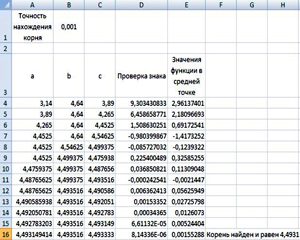 A B C D E F G H
1 Точность нахождения корня 0,001
2
3 a b c Проверка знака Значения функции в средней точке
4 3,14 4,64 3,89 9,303430833 2,96137401
5 3,89 4,64 4,265 6,458658771 2,18096693
6 4,265 4,64 4,4525 1,508630251 0,69172541
7 4,4525 4,64 4,54625 -0,980399867 -1,4173252
8 4,4525 4,54625 4,499375 -0,085727032 -0,1239322
9 4,4525 4,499375 4,475938 0,225400489 0,32585255
10 4,4759375 4,499375 4,487656 0,036850821 0,11309048
11 4,48765625 4,499375 4,493516 -0,000242541 -0,0021447
12 4,48765625 4,493516 4,490586 0,006362413 0,05625949
13 4,490585938 4,493516 4,492051 0,00153352 0,02725798
14 4,492050781 4,493516 4,492783 0,00034365 0,0126073
15 4,492783203 4,493516 4,493149 6,61132E-05 0,00524404
16 4,493149414 4,493516 4,493333 8,14336E-06 0,00155288 Корень найден и равен 4,4931